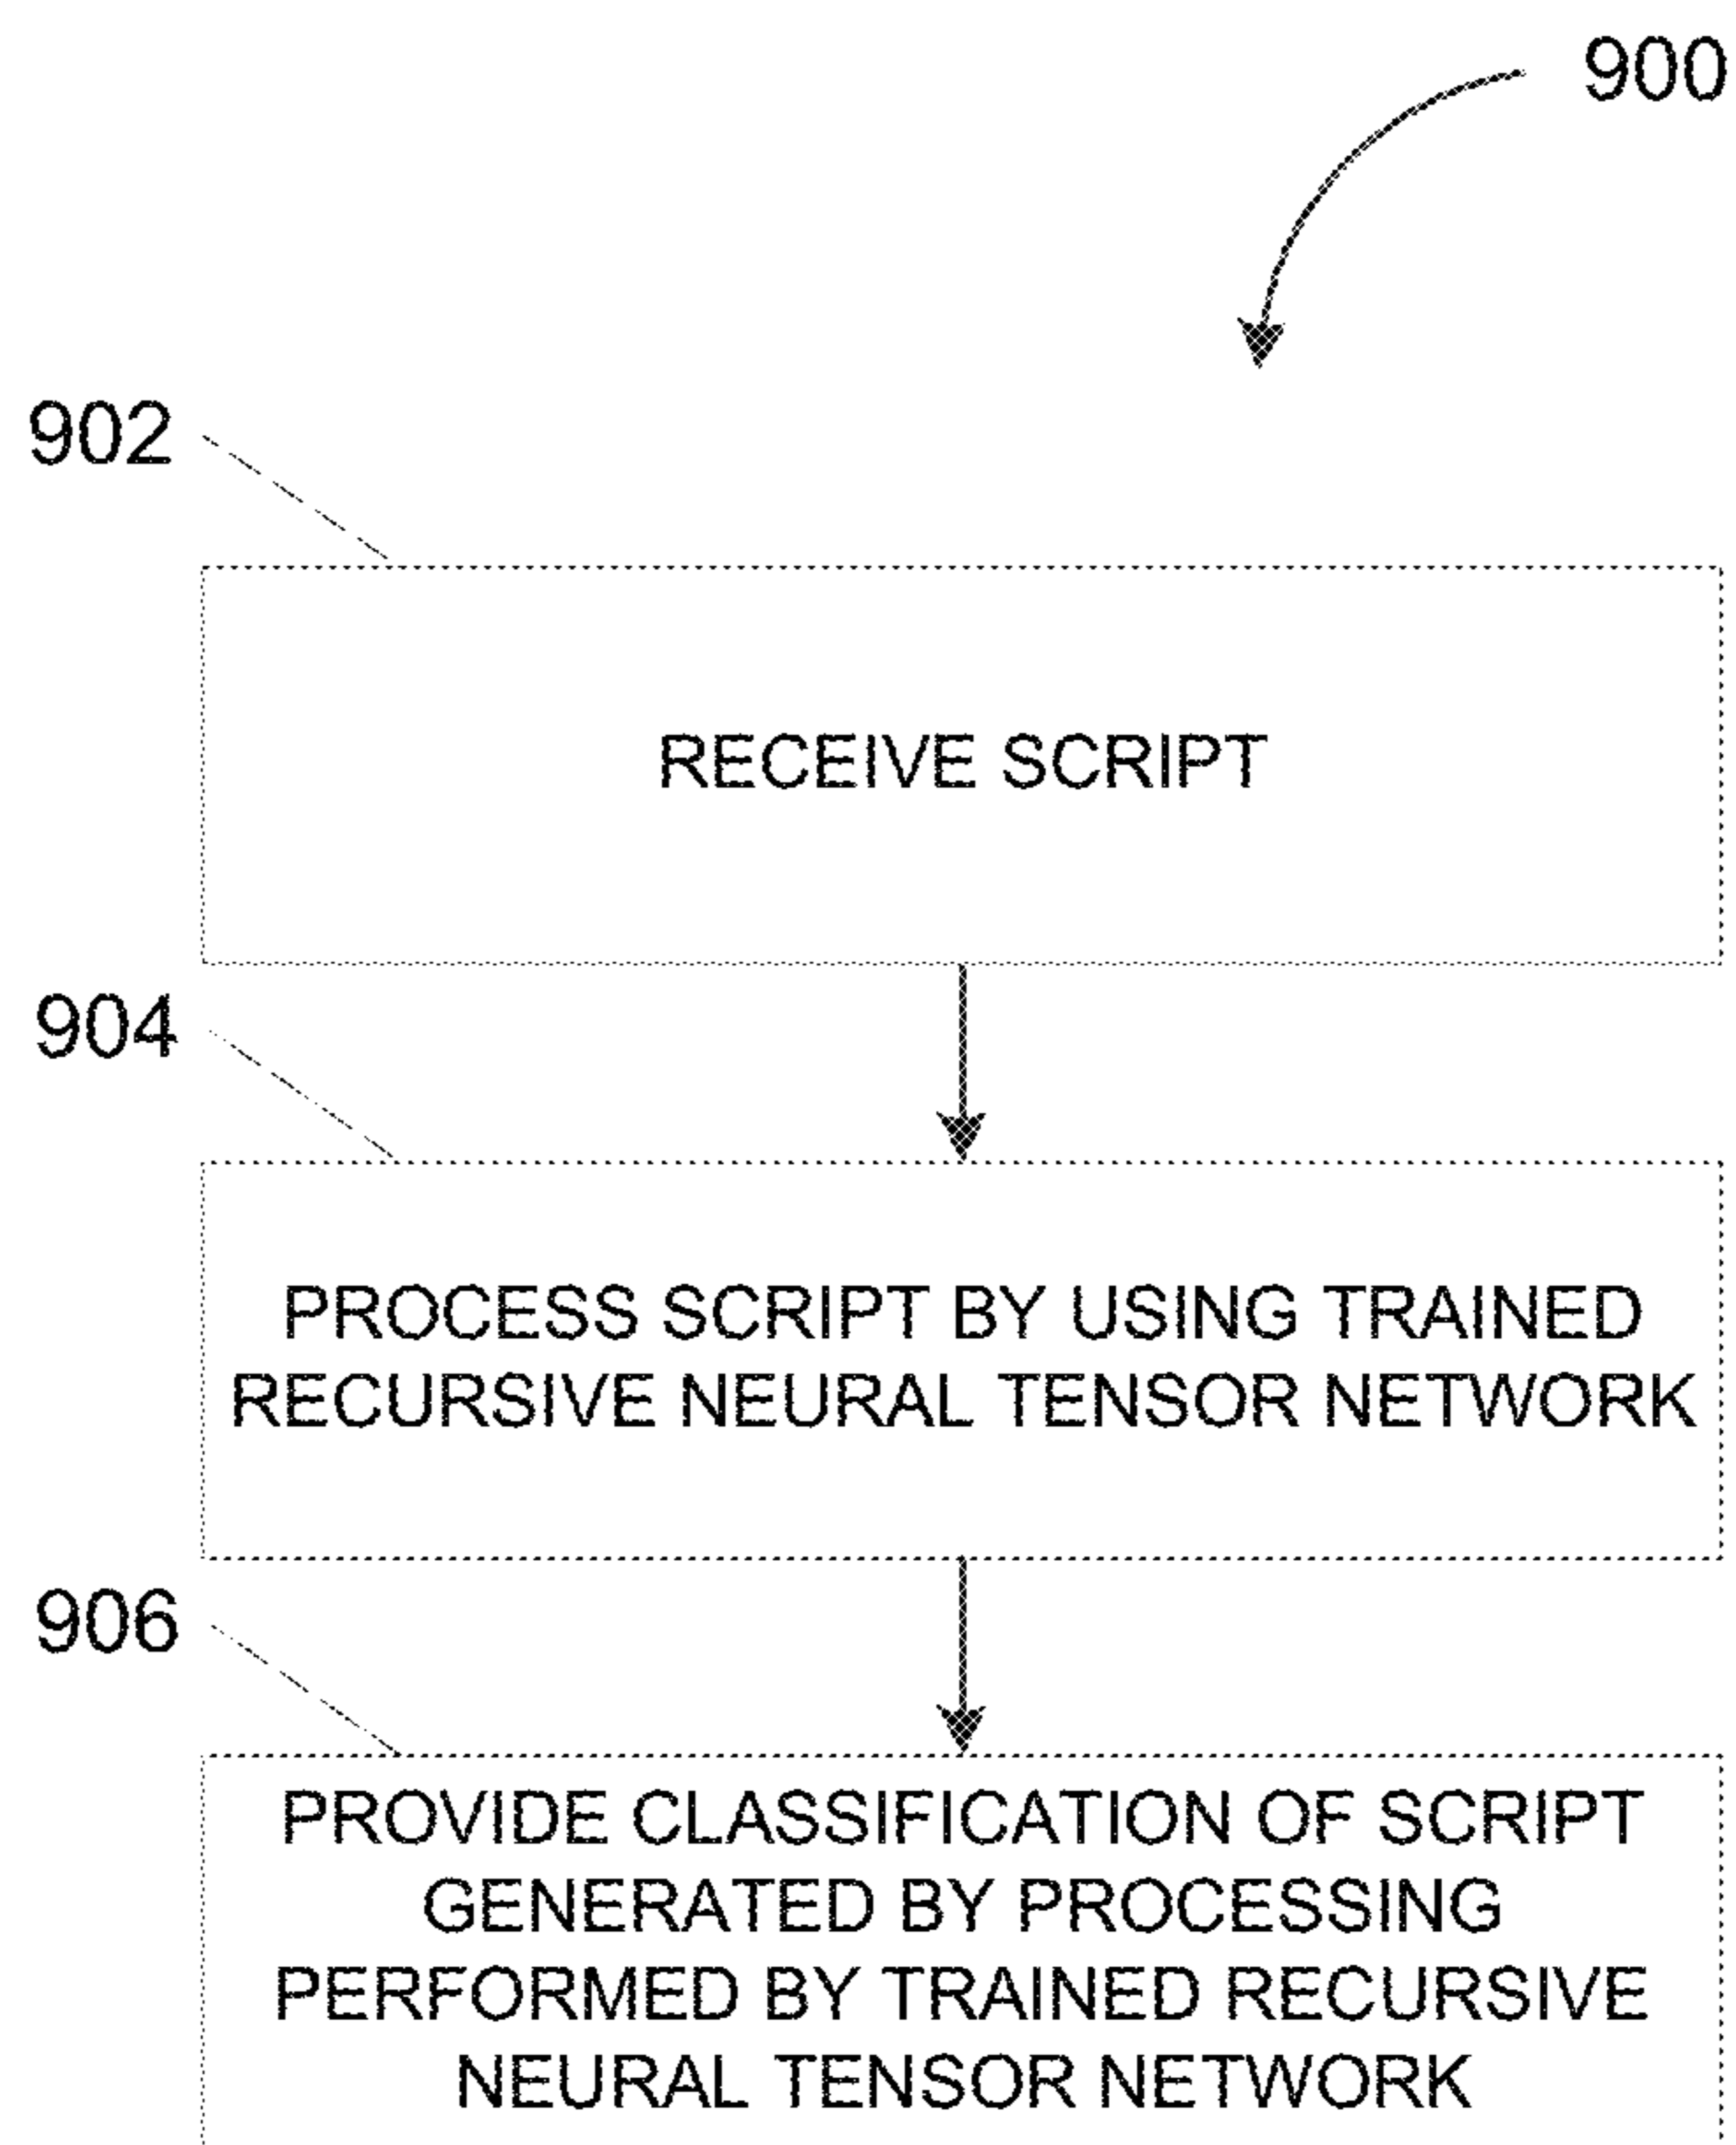 900
902
RECEIVE SCRIPT
904
PROCESS SCRIPT BY USING TRAINED
RECURSIVE NEURAL TENSOR NETWORK
906
PROVIDE CLASSIFICATION OF SCRIPT
GENERATED BY PROCESSING
PERFORMED BY TRAINED RECURSIVE
NEURAL TENSOR NETWORK